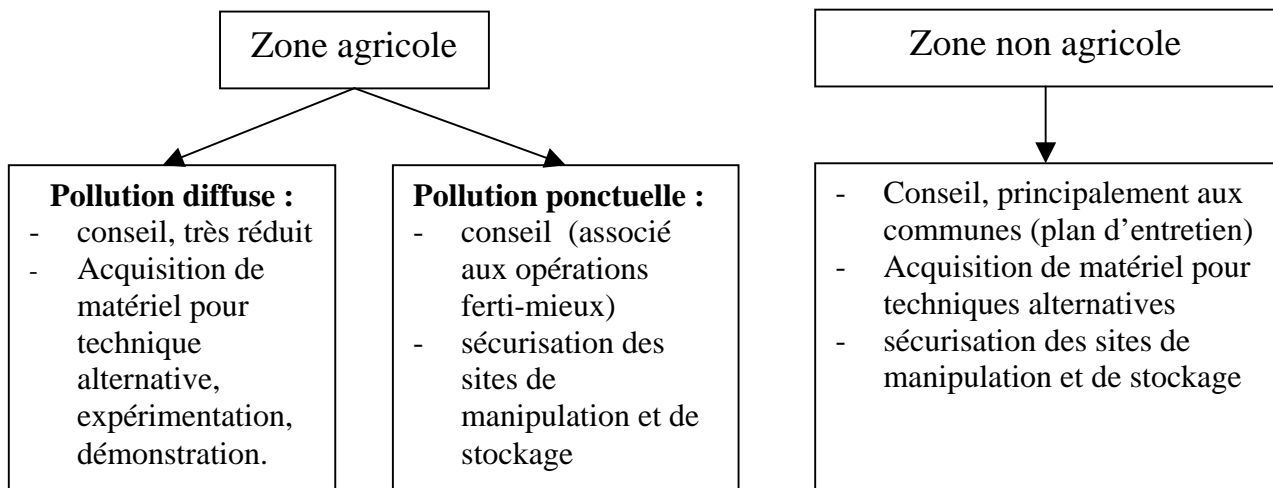 Zone agricole
Zone non agricole
Pollution diffuse :
- conseil, très réduit
- Acquisition de
matériel pour
technique
alternative,
expérimentation,
démonstration.
Pollution ponctuelle :
- conseil (associé
aux opérations
ferti-mieux)
- sécurisation des
sites de
manipulation et de
stockage
- Conseil, principalement aux
communes (plan d’entretien)
- Acquisition de matériel pour
techniques alternatives
- sécurisation des sites de
manipulation et de stockage